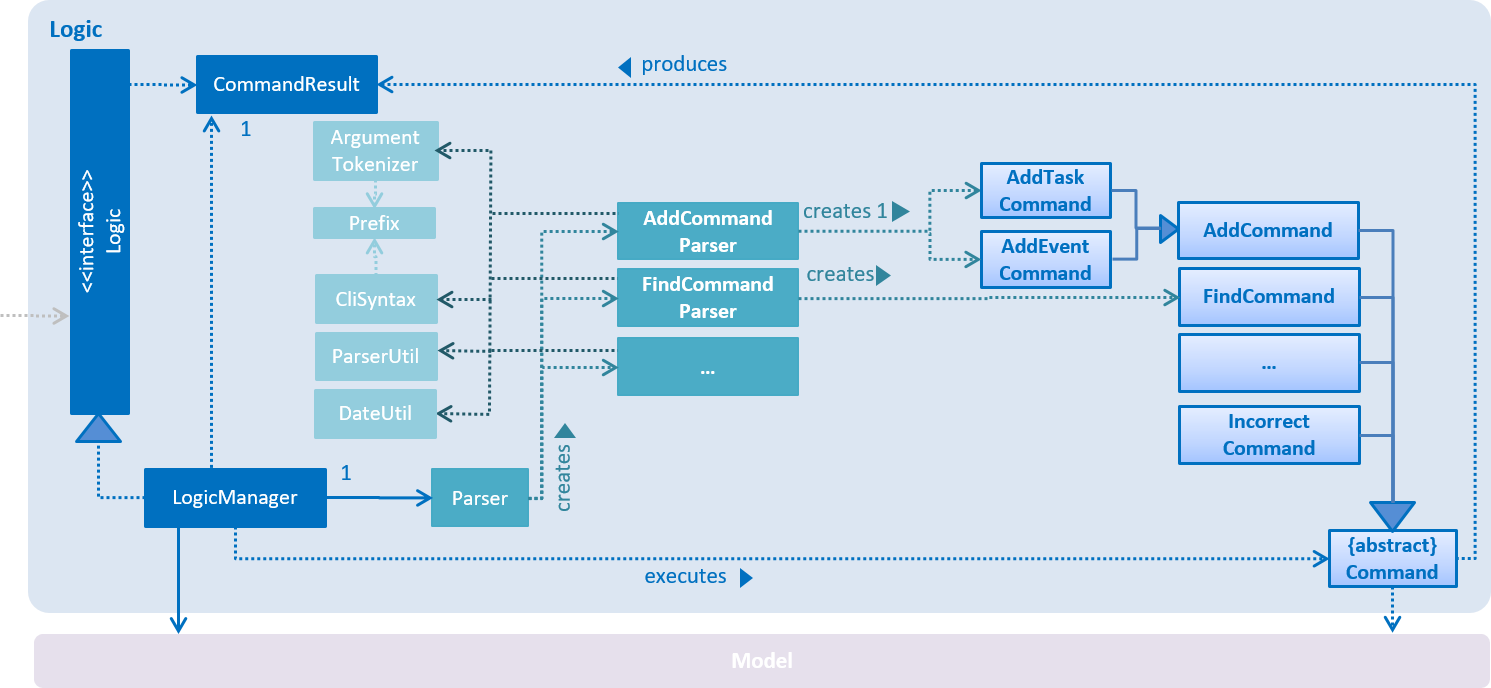 Logic
<<interface>>
Logic
CommandResult
produces
1
Argument
Tokenizer
Prefix
CliSyntax
ParserUtil
DateUtil
AddCommand
Parser
FindCommand
Parser
...
creates 1
creates
AddTask
Command
AddEvent
Command
AddCommand
FindCommand
...
Incorrect
Command
creates
LogicManager
1
Parser
executes
{abstract}
Command
Model